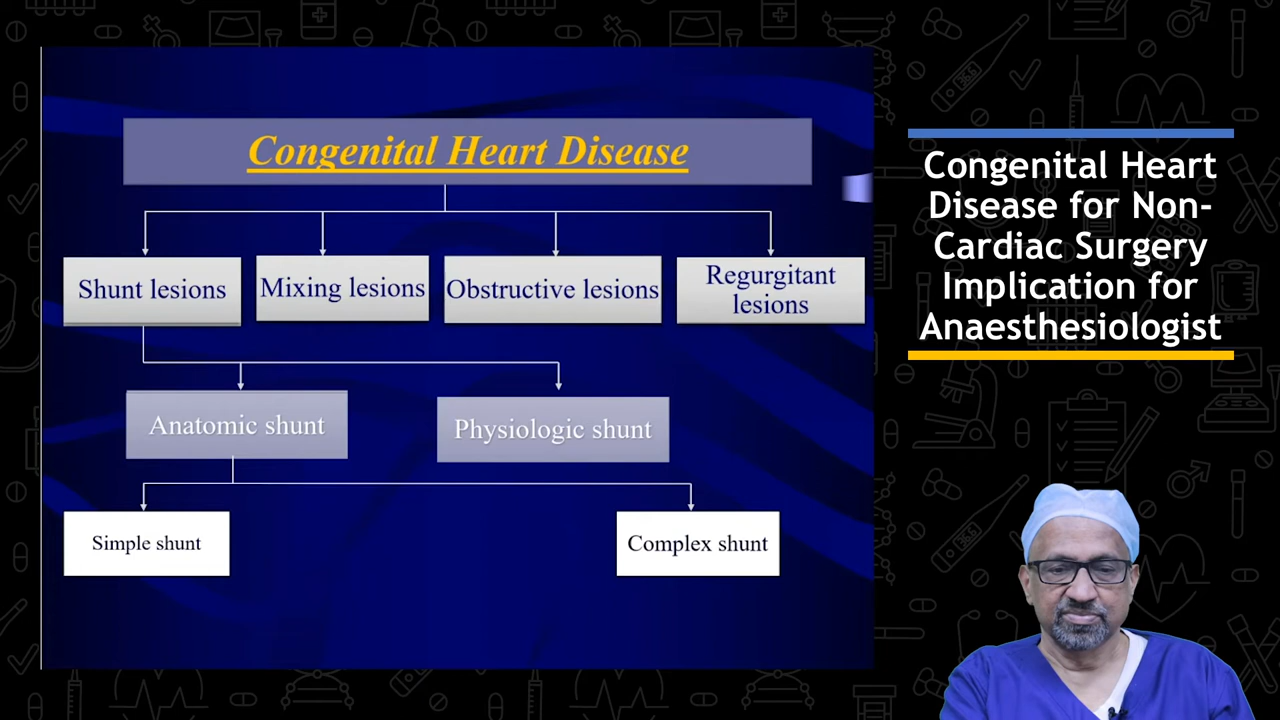 Congenital Heart Disease
Shunt lesions
Mixing lesions
Obstructive lesions
Regurgitant
lesions
Anatomic shunt
Physiologic shunt
Simple shunt
Complex shunt
Congenital Heart
Disease for Non-
Cardiac Surgery
Implication for
Anaesthesiologist